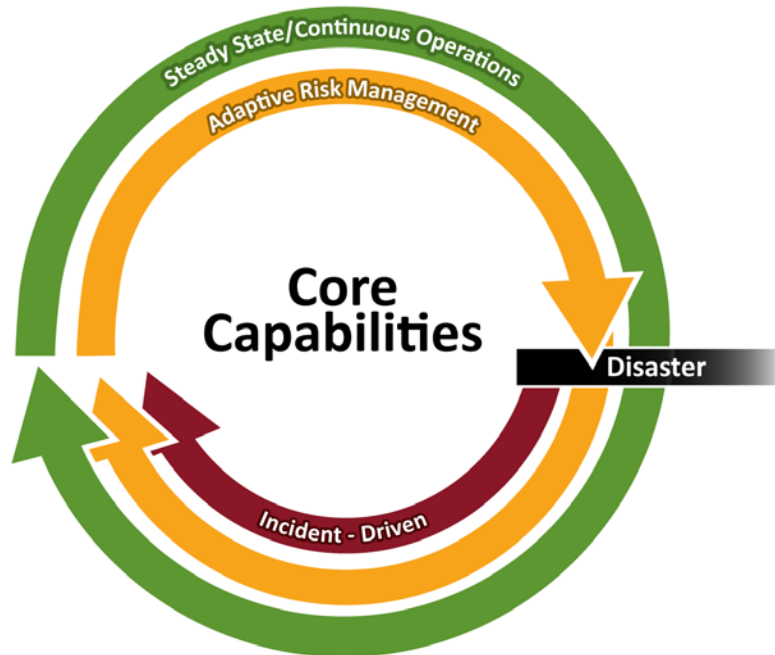 Steady State/Continuous Operations
Adaptive Risk Management
Core
Capabilities
Disaster
Incident - Driven